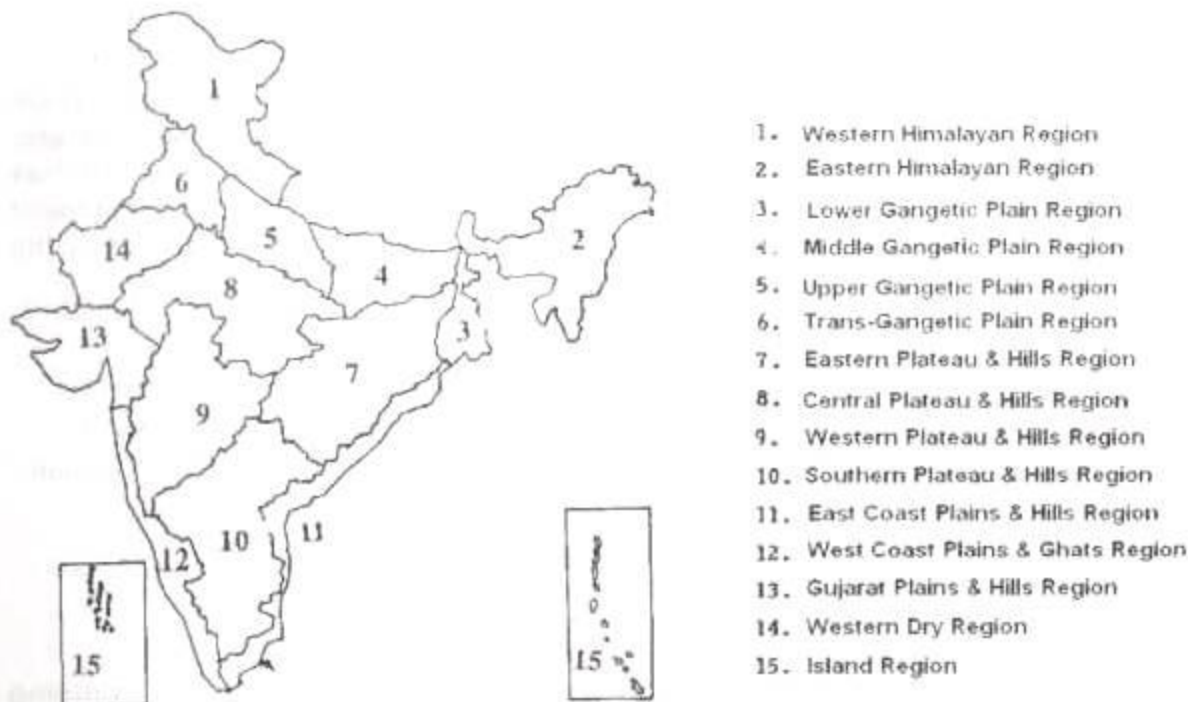 1
6
14
5
4
2
8
13
3
7
9
10
11
12
15
15
1. Western Himalayan Region
2. Eastern Himalayan Region
3. Lower Gangetic Plain Region
4. Middle Gangetic Plain Region
5. Upper Gangetic Plain Region
6. Trans-Gangetic Plain Region
7. Eastern Plateau & Hills Region
8. Central Plateau & Hills Region
9. Western Plateau & Hills Region
10. Southern Plateau & Hills Region
11. East Coast Plains & Hills Region
12. West Coast Plains & Ghats Region
13. Gujarat Plains & Hills Region
14. Western Dry Region
15. Island Region